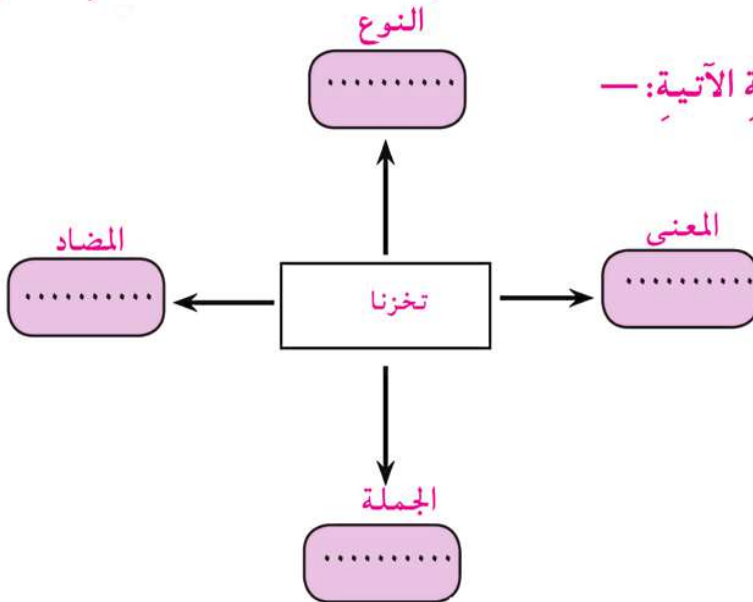 النوع
..........
ةِ الآتيةِ: —
المعنى
..........
المضاد
..........
تخزنا
الجملة
..........